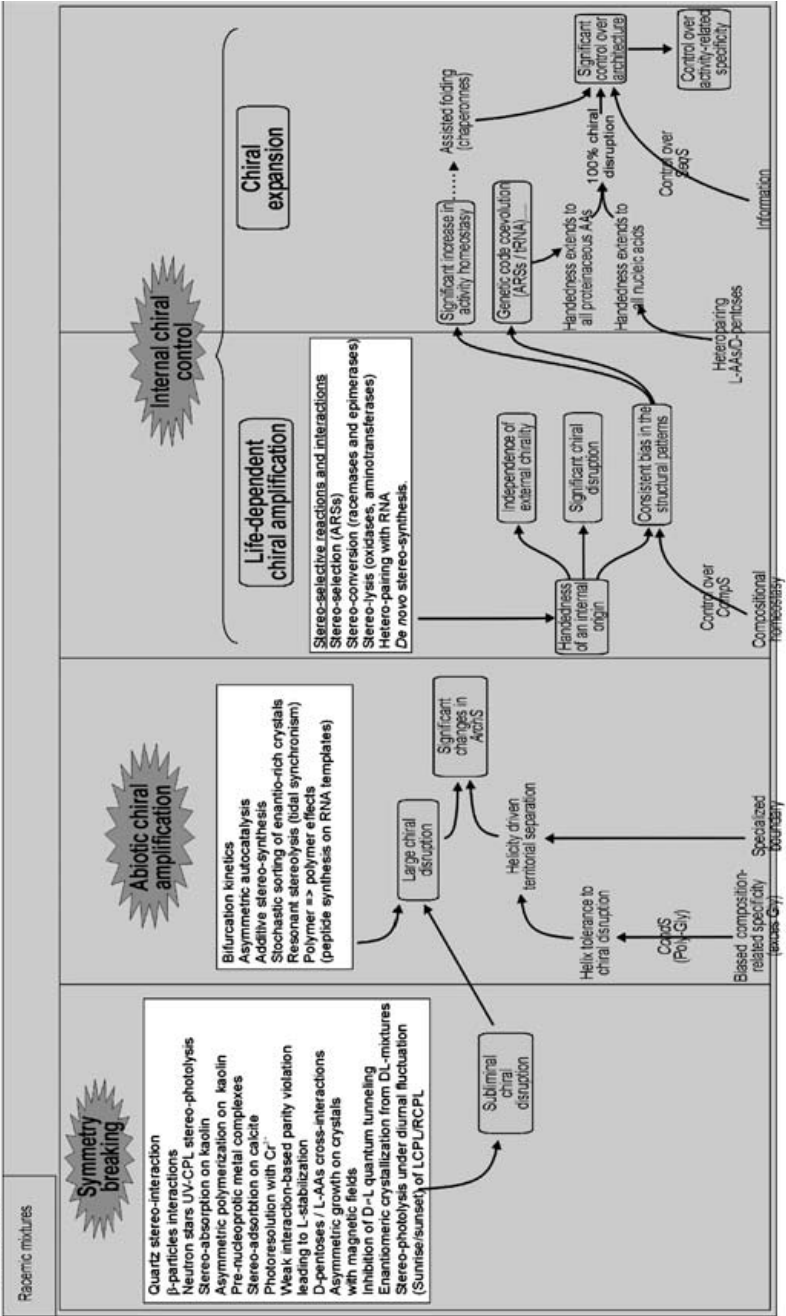 Racemic mixtures
Symmetry
breaking
Quartz stereo-interaction
β-particles interactions
Neutron stars UV-CPL stereo-photolysis
Stereo-absorption on kaolin
Asymmetric polymerization on kaolin
Pre-nucleoprotic metal complexes
Stereo-adsorbtion on calcite
Photoresolution with Cr³⁺
Weak interaction-based parity violation
leading to L-stabilization
D-pentoses / L-AAs cross-interactions
Asymmetric growth on crystals
with magnetic fields
Inhibition of D-L quantum tunneling
Enantiomeric crystallization from DL-mixtures
Stereo-photolysis under diurnal fluctuation
(Sunrise/sunset) of LCPL/RCPL
Subliminal
chiral
disruption
Abiotic chiral
amplification
Bifurcation kinetics
Asymmetric autocatalysis
Additive stereo-synthesis
Stochastic sorting of enantio-rich crystals
Resonant stereolysis (tidal synchronism)
Polymer => polymer effects
(peptide synthesis on RNA templates)
Large chiral
disruption
Significant
changes in
ArchS
Helicity driven
territorial separation
Helix tolerance to
chiral disruption
CondS
(Poly-Gly)
Biased composition-
related specificity
(exces Gly)
Specialized
boundary
Internal chiral
control
Life-dependent
chiral amplification
Stereo-selective reactions and interactions
Stereo-selection (ARSs)
Stereo-conversion (racemases and epimerases)
Stereo-lysis (oxidases, aminotransferases)
Hetero-pairing with RNA
De novo stereo-synthesis.
Handedness
of an internal
origin
Independence of
external chirality
Significant chiral
disruption
Consistent bias in the
structural patterns
Control over
CompS
Compositional
homeostasy
Chiral
expansion
Significant increase in
activity homeostasy
Assisted folding
(chaperonnes)
Genetic code coevolution
(ARSs / tRNA)
Handedness extends to
all proteinaceous AAs
Handedness extends to
all nucleic acids
100% chiral
disruption
Heteropairing
L-AAs/D-pentoses
Control over
SeqS
Information
Significant
control over
architecture
Control over
activity-related
specificity